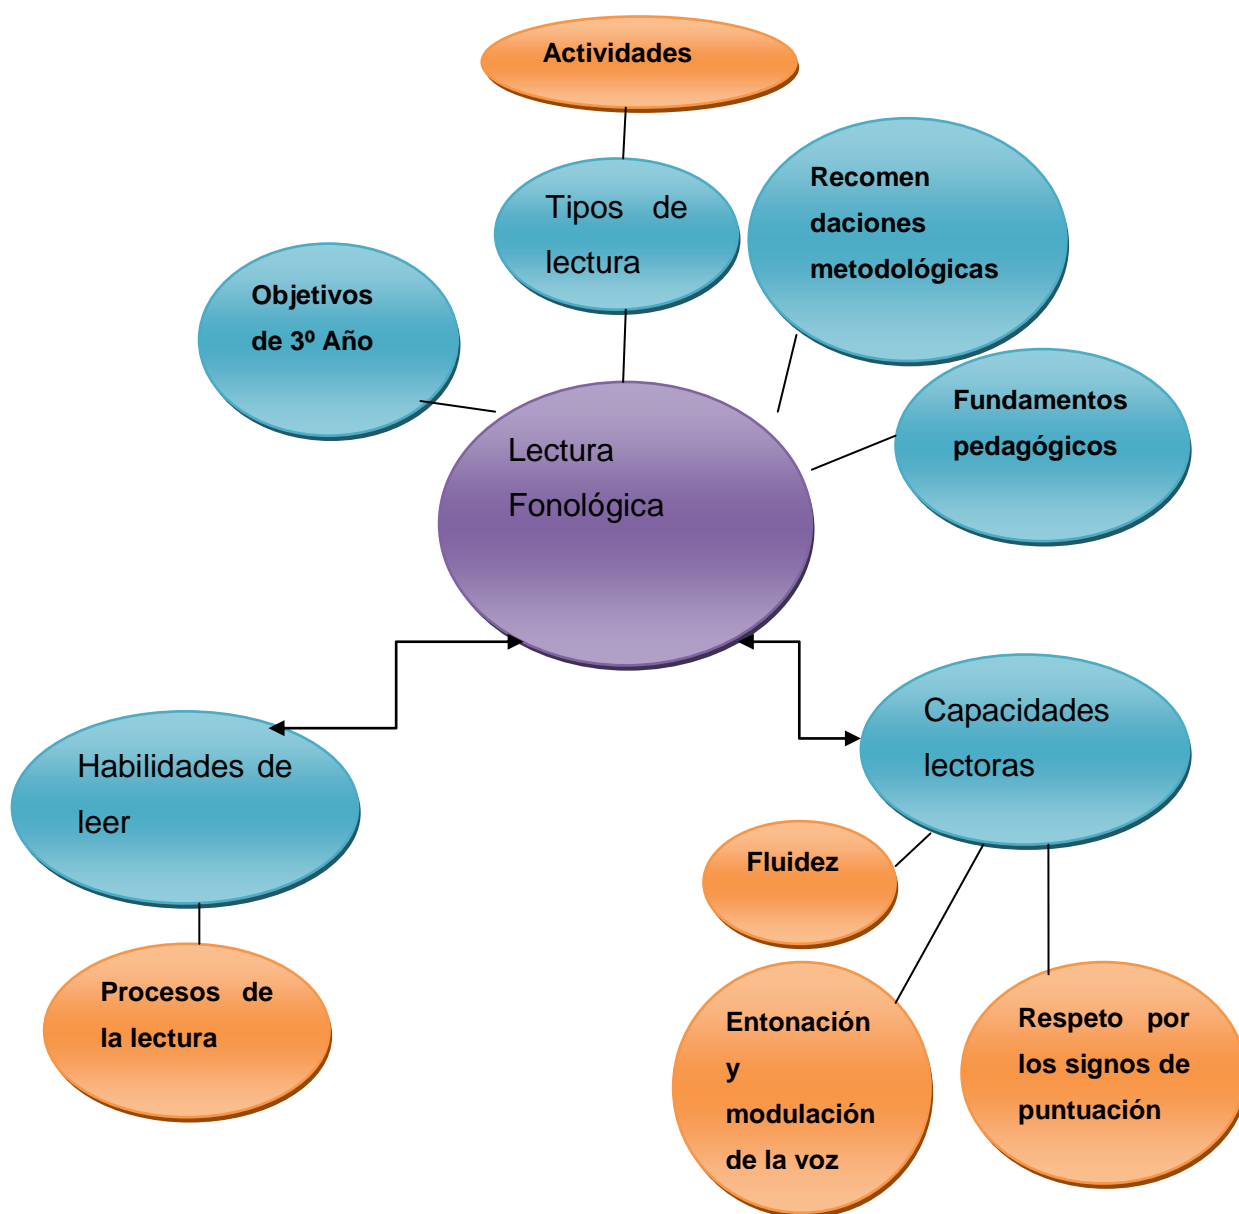 Actividades
Tipos de
lectura
Recomen
daciones
metodológicas
Objetivos
de 3º Año
Fundamentos
pedagógicos
Lectura
Fonológica
Capacidades
lectoras
Habilidades de
leer
Fluidez
Procesos de
la lectura
Entonación
y
modulación
de la voz
Respeto por
los signos de
puntuación